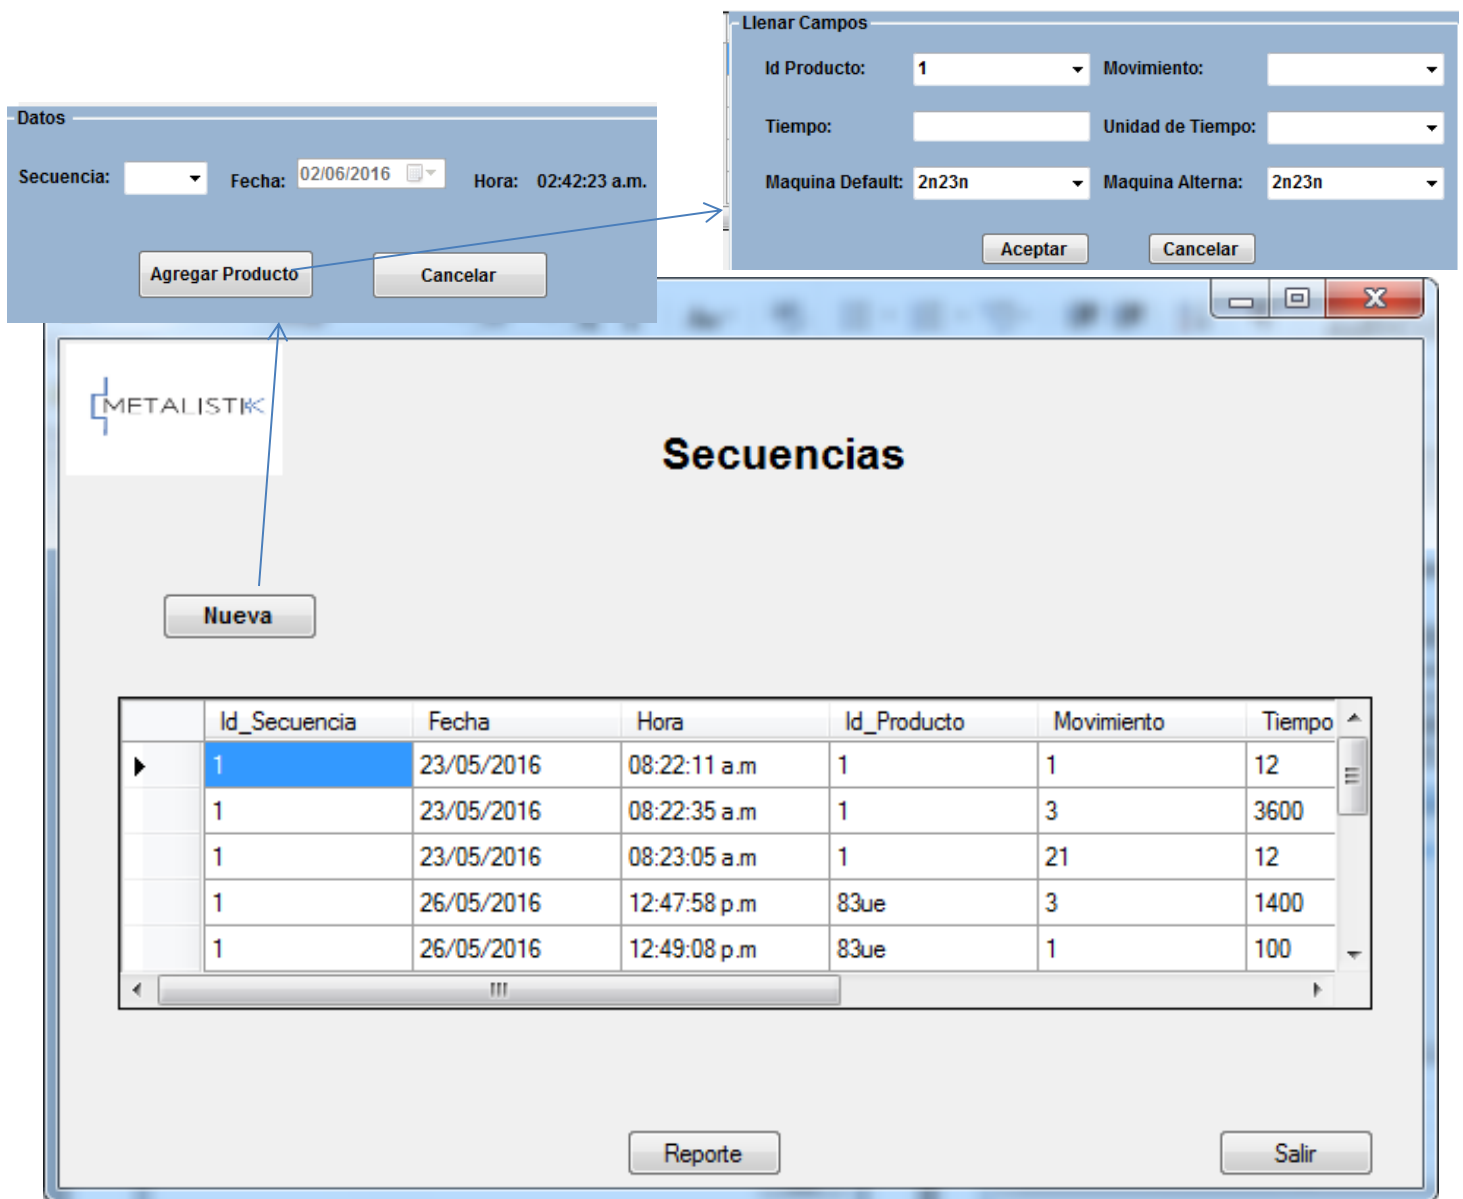 Llenar Campos
Id Producto: 1 Movimiento:
Tiempo: Unidad de Tiempo:
Maquina Default: 2n23n Maquina Alterna: 2n23n
Aceptar Cancelar
Datos
Secuencia: Fecha: 02/06/2016 Hora: 02:42:23 a.m.
Agregar Producto Cancelar
METALISTIK
Secuencias
Nueva
Id_Secuencia Fecha Hora Id_Producto Movimiento Tiempo
1 23/05/2016 08:22:11 a.m 1 1 12
1 23/05/2016 08:22:35 a.m 1 3 3600
1 23/05/2016 08:23:05 a.m 1 21 12
1 26/05/2016 12:47:58 p.m 83ue 3 1400
1 26/05/2016 12:49:08 p.m 83ue 1 100
Reporte Salir